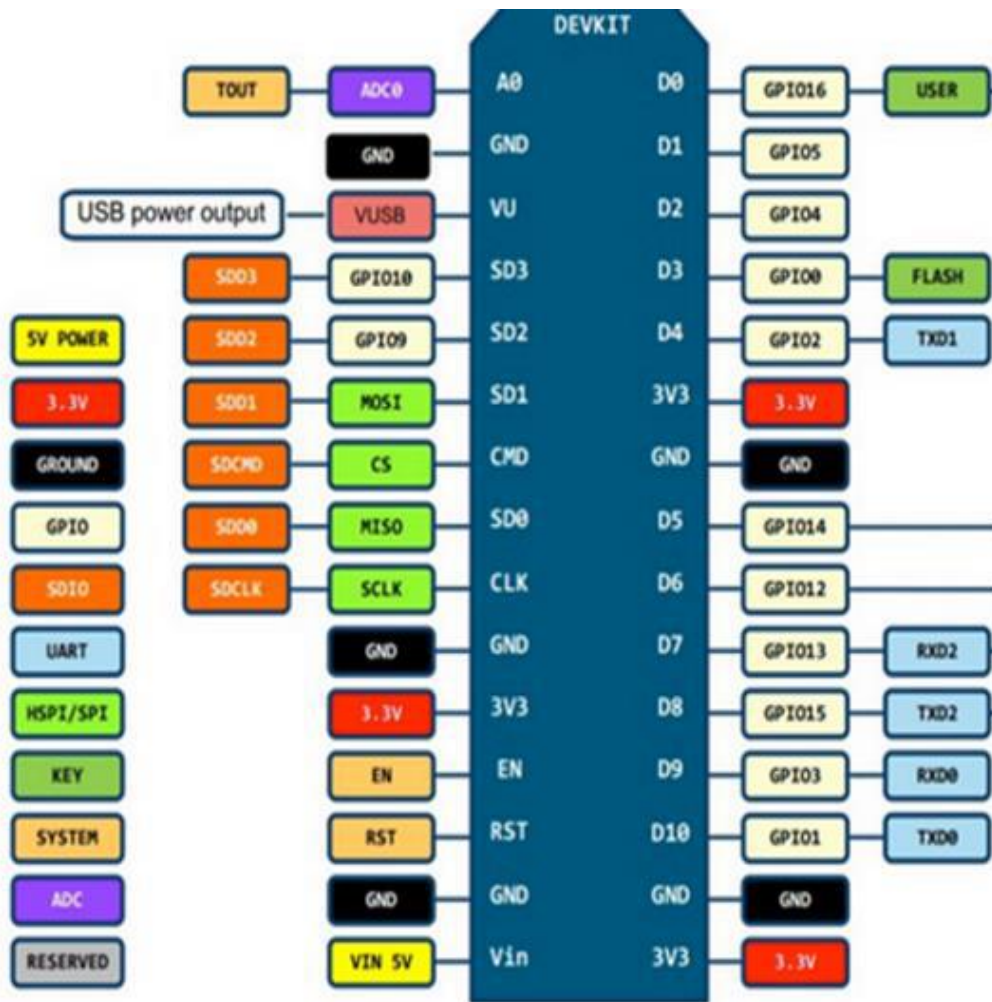 DEVKIT
TOUT ADC0 A0 D0 GPIO16 USER
GND GND D1 GPIO5
USB power output VUSB VU D2 GPIO4
SDD3 GPIO10 SD3 D3 GPIO0 FLASH
5V POWER SDD2 GPIO9 SD2 D4 GPIO2 TXD1
3.3V SDD1 MOSI SD1 3V3 3.3V
GROUND SDCMD CS CMD GND GND
GPIO SDD0 MISO SD0 D5 GPIO14
SDIO SDCLK SCLK CLK D6 GPIO12
UART GND GND D7 GPIO13 RXD2
HSPI/SPI 3.3V 3V3 D8 GPIO15 TXD2
KEY EN EN D9 GPIO3 RXD0
SYSTEM RST RST D10 GPIO1 TXD0
ADC GND GND GND GND
RESERVED VIN 5V Vin 3V3 3.3V